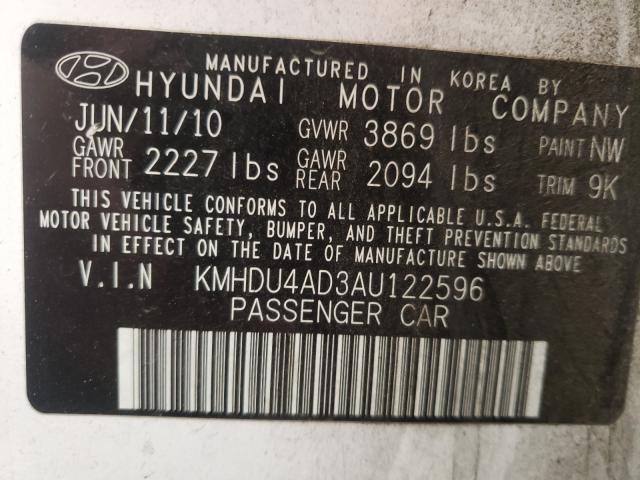 MANUFACTURED IN KOREA BY
HYUNDAI MOTOR COMPANY
JUN/11/10 GVWR 3869 lbs PAINT NW
GAWR FRONT 2227 lbs GAWR REAR 2094 lbs TRIM 9K
THIS VEHICLE CONFORMS TO ALL APPLICABLE U.S.A. FEDERAL
MOTOR VEHICLE SAFETY, BUMPER, AND THEFT PREVENTION STANDARDS
IN EFFECT ON THE DATE OF MANUFACTURE SHOWN ABOVE.
V.I.N KMHDU4AD3AU122596
PASSENGER CAR